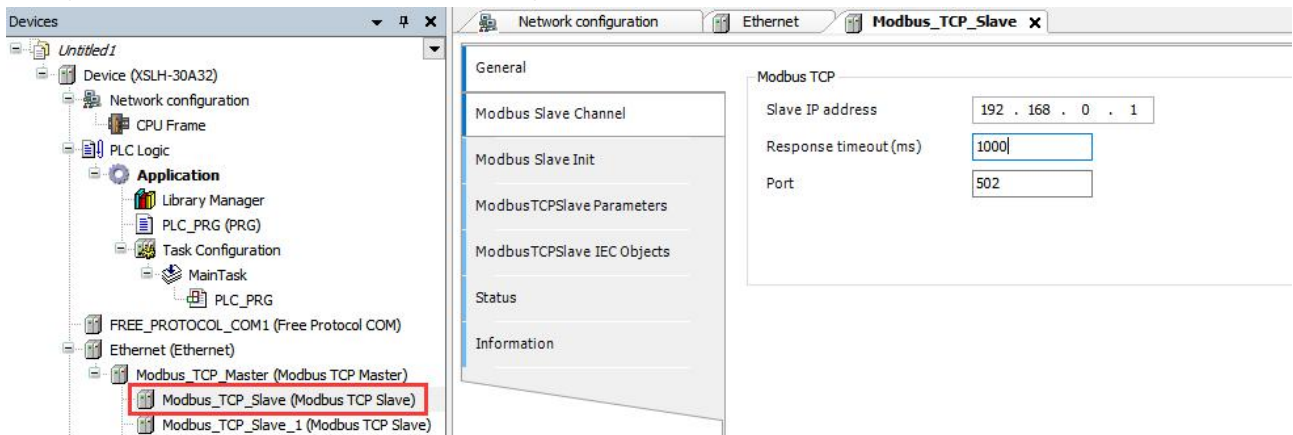 Devices
Untitled1
Device (XSLH-30A32)
Network configuration
CPU Frame
PLC Logic
Application
Library Manager
PLC_PRG (PRG)
Task Configuration
MainTask
PLC_PRG
FREE_PROTOCOL_COM1 (Free Protocol COM)
Ethernet (Ethernet)
Modbus_TCP_Master (Modbus TCP Master)
Modbus_TCP_Slave (Modbus TCP Slave)
Modbus_TCP_Slave_1 (Modbus TCP Slave)
Network configuration Ethernet Modbus_TCP_Slave
General
Modbus Slave Channel
Modbus Slave Init
ModbusTCPSlave Parameters
ModbusTCPSlave IEC Objects
Status
Information
Modbus TCP
Slave IP address 192 . 168 . 0 . 1
Response timeout (ms) 1000
Port 502